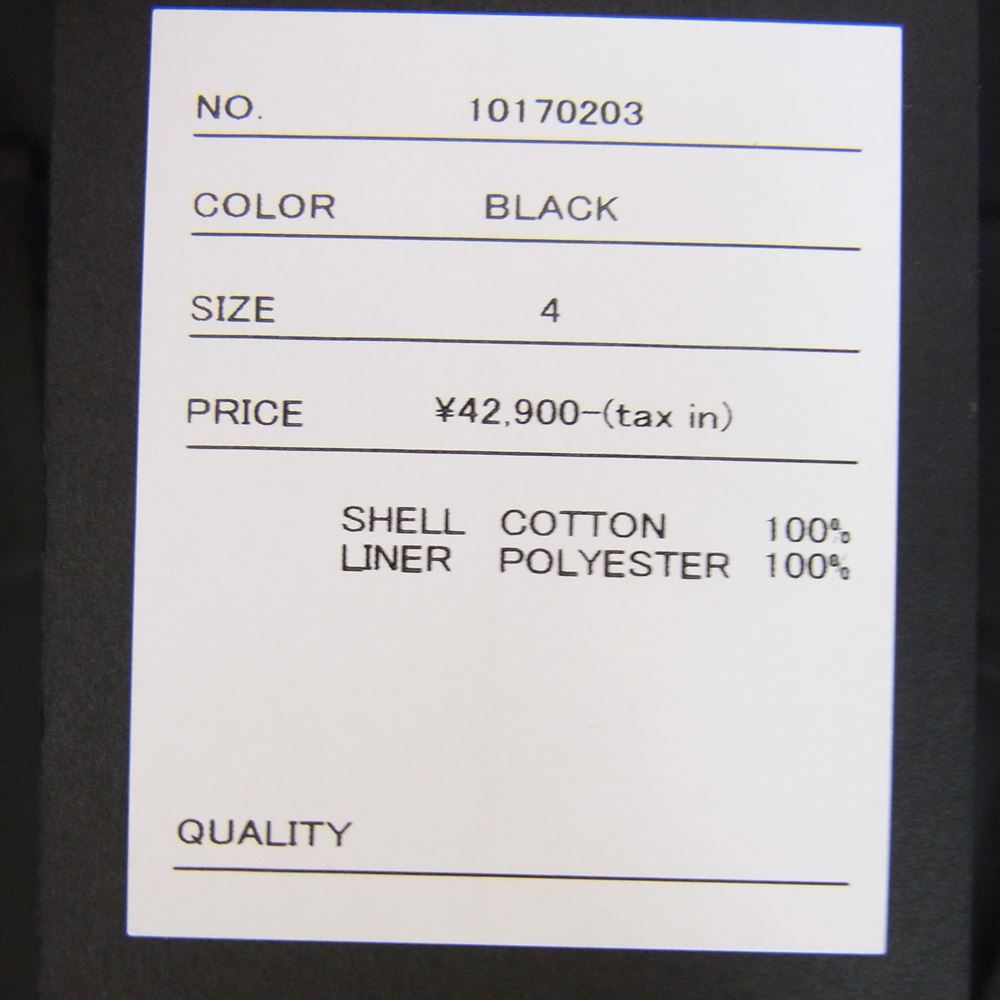 NO. 10170203
COLOR BLACK
SIZE 4
PRICE ¥42,900-(tax in)
SHELL COTTON 100%
LINER POLYESTER 100%
QUALITY